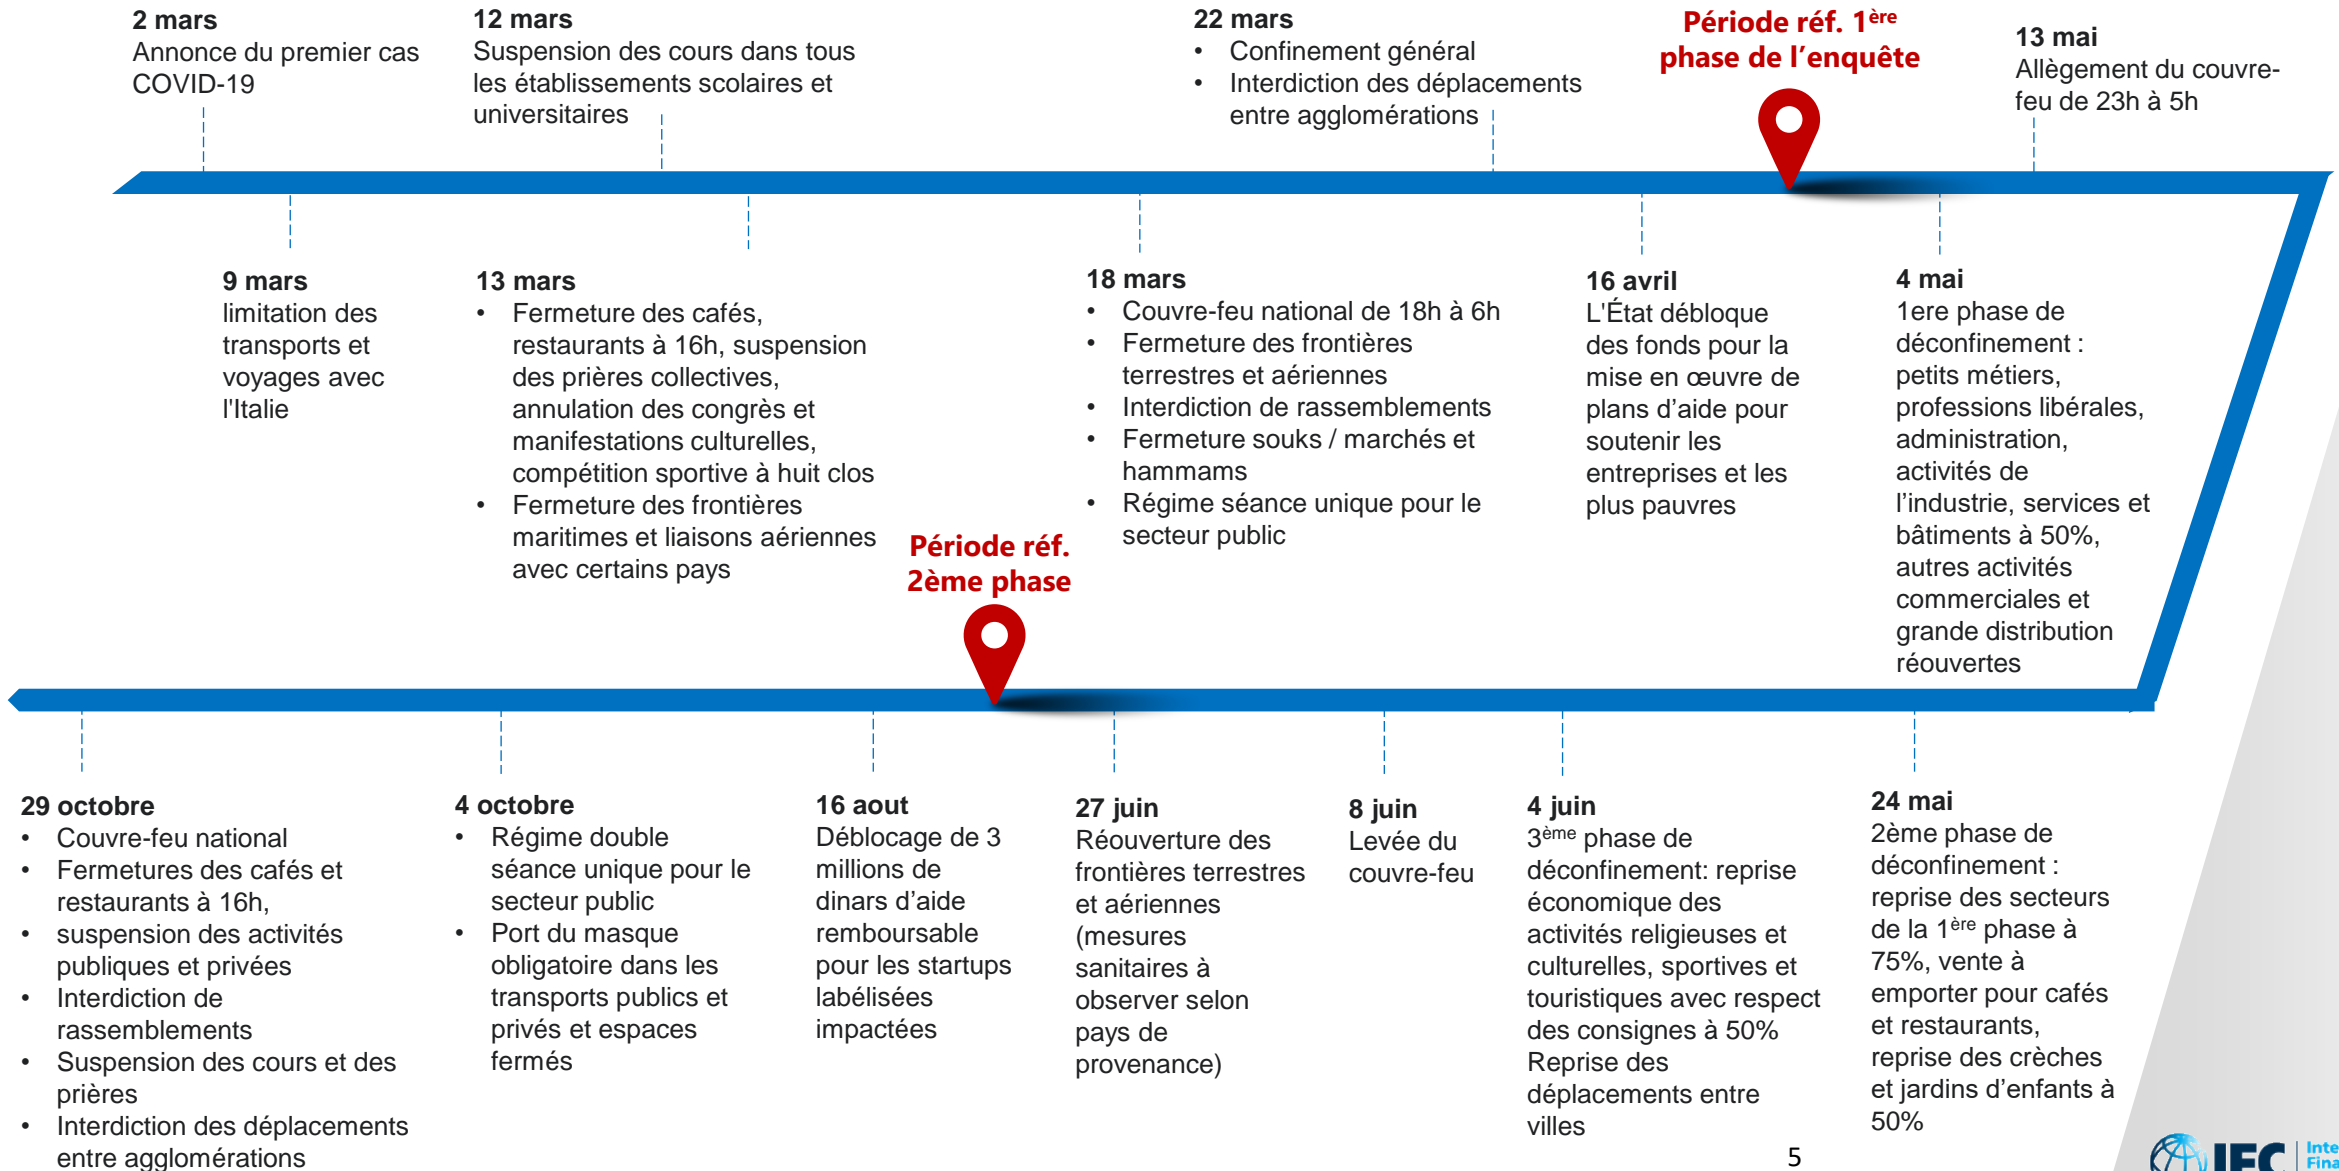 2 mars
Annonce du premier cas
COVID-19
12 mars
Suspension des cours dans tous
les établissements scolaires et
universitaires
22 mars
• Confinement général
• Interdiction des déplacements
entre agglomérations
Période réf. 1ère
phase de l'enquête
13 mai
Allègement du couvre-
feu de 23h à 5h
9 mars
limitation des
transports et
voyages avec
l'Italie
13 mars
• Fermeture des cafés,
restaurants à 16h, suspension
des prières collectives,
annulation des congrès et
manifestations culturelles,
compétition sportive à huit clos
• Fermeture des frontières
maritimes et liaisons aériennes
avec certains pays
18 mars
• Couvre-feu national de 18h à 6h
• Fermeture des frontières
terrestres et aériennes
• Interdiction de rassemblements
• Fermeture souks / marchés et
hammams
• Régime séance unique pour le
secteur public
16 avril
L'État débloque
des fonds pour la
mise en œuvre de
plans d'aide pour
soutenir les
entreprises et les
plus pauvres
4 mai
1ere phase de
déconfinement :
petits métiers,
professions libérales,
administration,
activités de
l'industrie, services et
bâtiments à 50%,
autres activités
commerciales et
grande distribution
réouvertes
Période réf.
2ème phase
29 octobre
• Couvre-feu national
• Fermetures des cafés et
restaurants à 16h,
• suspension des activités
publiques et privées
• Interdiction de
rassemblements
• Suspension des cours et des
prières
• Interdiction des déplacements
entre agglomérations
4 octobre
• Régime double
séance unique pour le
secteur public
• Port du masque
obligatoire dans les
transports publics et
privés et espaces
fermés
16 aout
Déblocage de 3
millions de
dinars d'aide
remboursable
pour les startups
labélisées
impactées
27 juin
Réouverture des
frontières terrestres
et aériennes
(mesures
sanitaires à
observer selon
pays de
provenance)
8 juin
Levée du
couvre-feu
4 juin
3ème phase de
déconfinement: reprise
économique des
activités religieuses et
culturelles, sportives et
touristiques avec respect
des consignes à 50%
Reprise des
déplacements entre
villes
24 mai
2ème phase de
déconfinement :
reprise des secteurs
de la 1ère phase à
75%, vente à
emporter pour cafés
et restaurants,
reprise des crèches
et jardins d'enfants à
50%
5
IFC